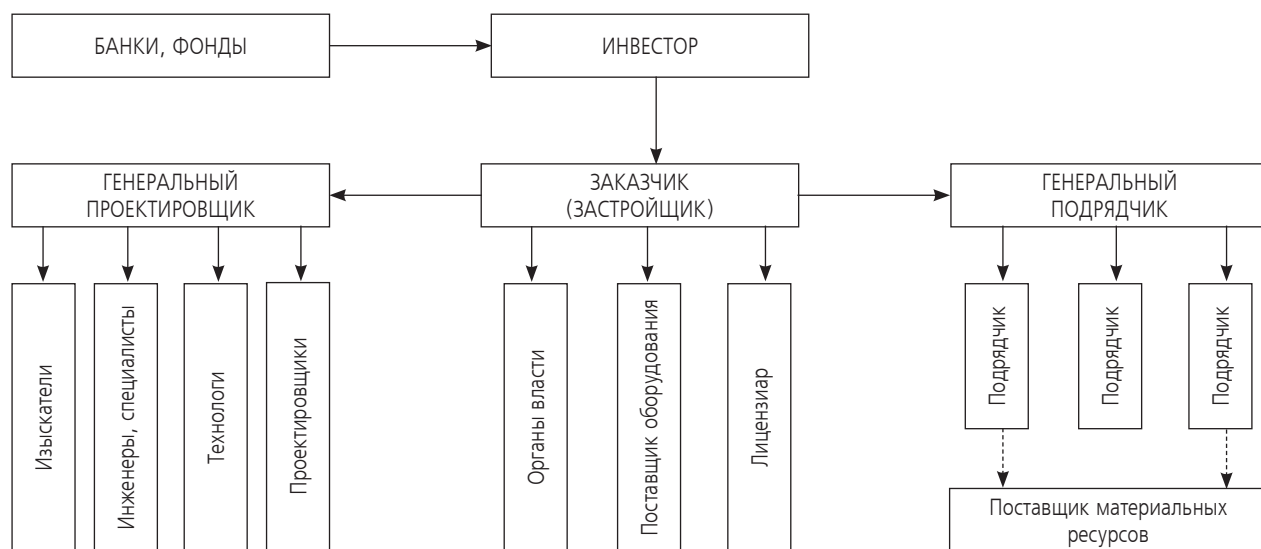 БАНКИ, ФОНДЫ
ИНВЕСТОР
ГЕНЕРАЛЬНЫЙ
ПРОЕКТИРОВЩИК
ЗАКАЗЧИК
(ЗАСТРОЙЩИК)
ГЕНЕРАЛЬНЫЙ
ПОДРЯДЧИК
Изыскатели
Инженеры, специалисты
Технологи
Проектировщики
Органы власти
Поставщик оборудования
Лицензиар
Подрядчик
Подрядчик
Подрядчик
Поставщик материальных
ресурсов